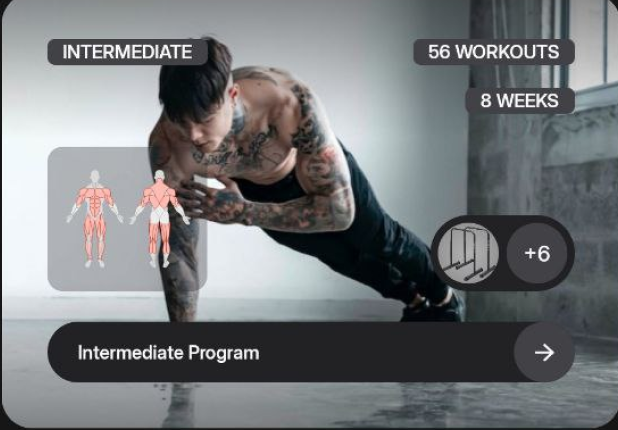 INTERMEDIATE
56 WORKOUTS
8 WEEKS
+6
Intermediate Program